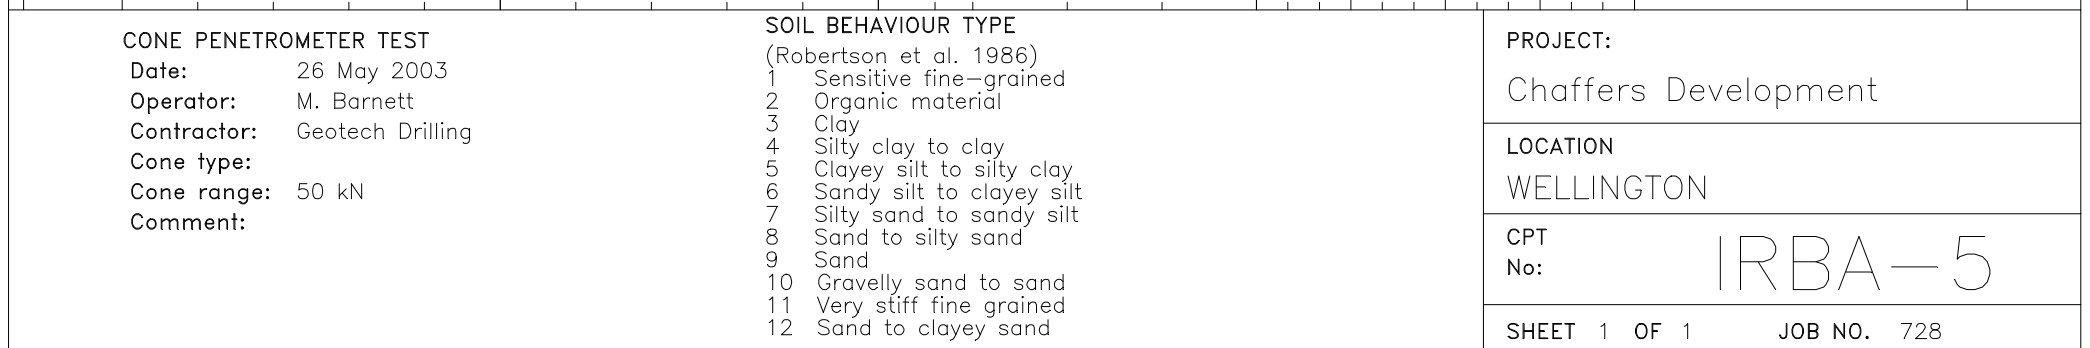 CONE PENETROMETER TEST
Date: 26 May 2003
Operator: M. Barnett
Contractor: Geotech Drilling
Cone type:
Cone range: 50 kN
Comment:
SOIL BEHAVIOUR TYPE
(Robertson et al. 1986)
1 Sensitive fine-grained
2 Organic material
3 Clay
4 Silty clay to clay
5 Clayey silt to silty clay
6 Sandy silt to clayey silt
7 Silty sand to sandy silt
8 Sand to silty sand
9 Sand
10 Gravelly sand to sand
11 Very stiff fine grained
12 Sand to clayey sand
PROJECT:
Chaffers Development
LOCATION
WELLINGTON
CPT
No:
IRBA-5
SHEET 1 OF 1 JOB NO. 728